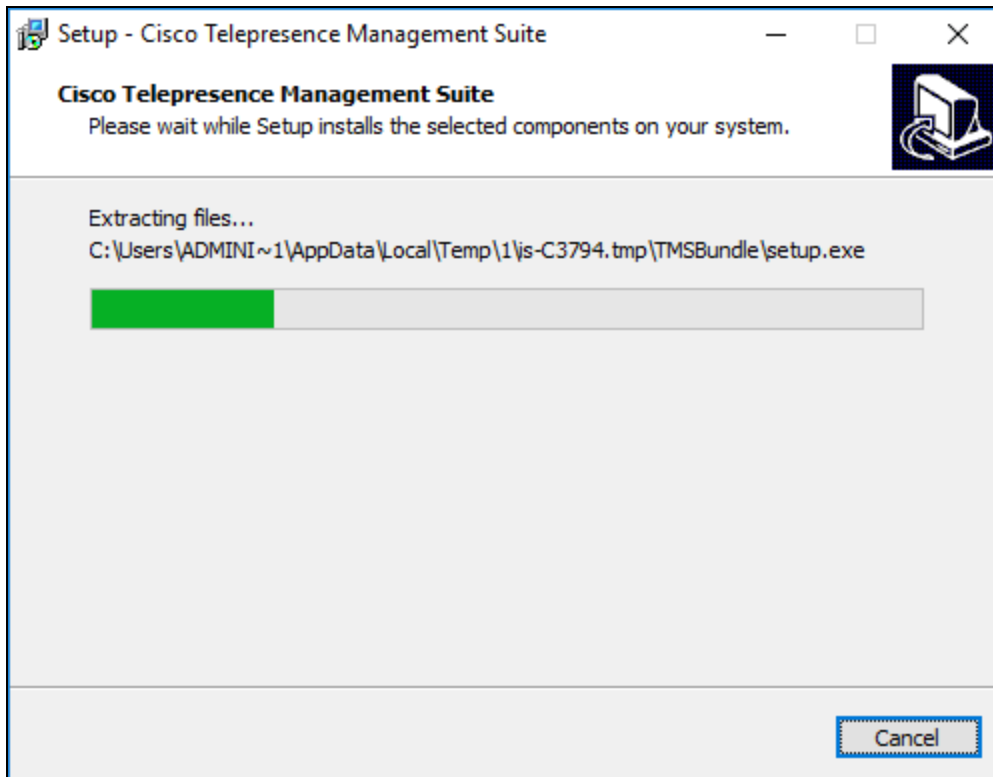 Setup - Cisco Telepresence Management Suite
Cisco Telepresence Management Suite
Please wait while Setup installs the selected components on your system.
Extracting files...
C:\Users\ADMINI~1\AppData\Local\Temp\1\is-C3794.tmp\TMSBundle\setup.exe
Cancel